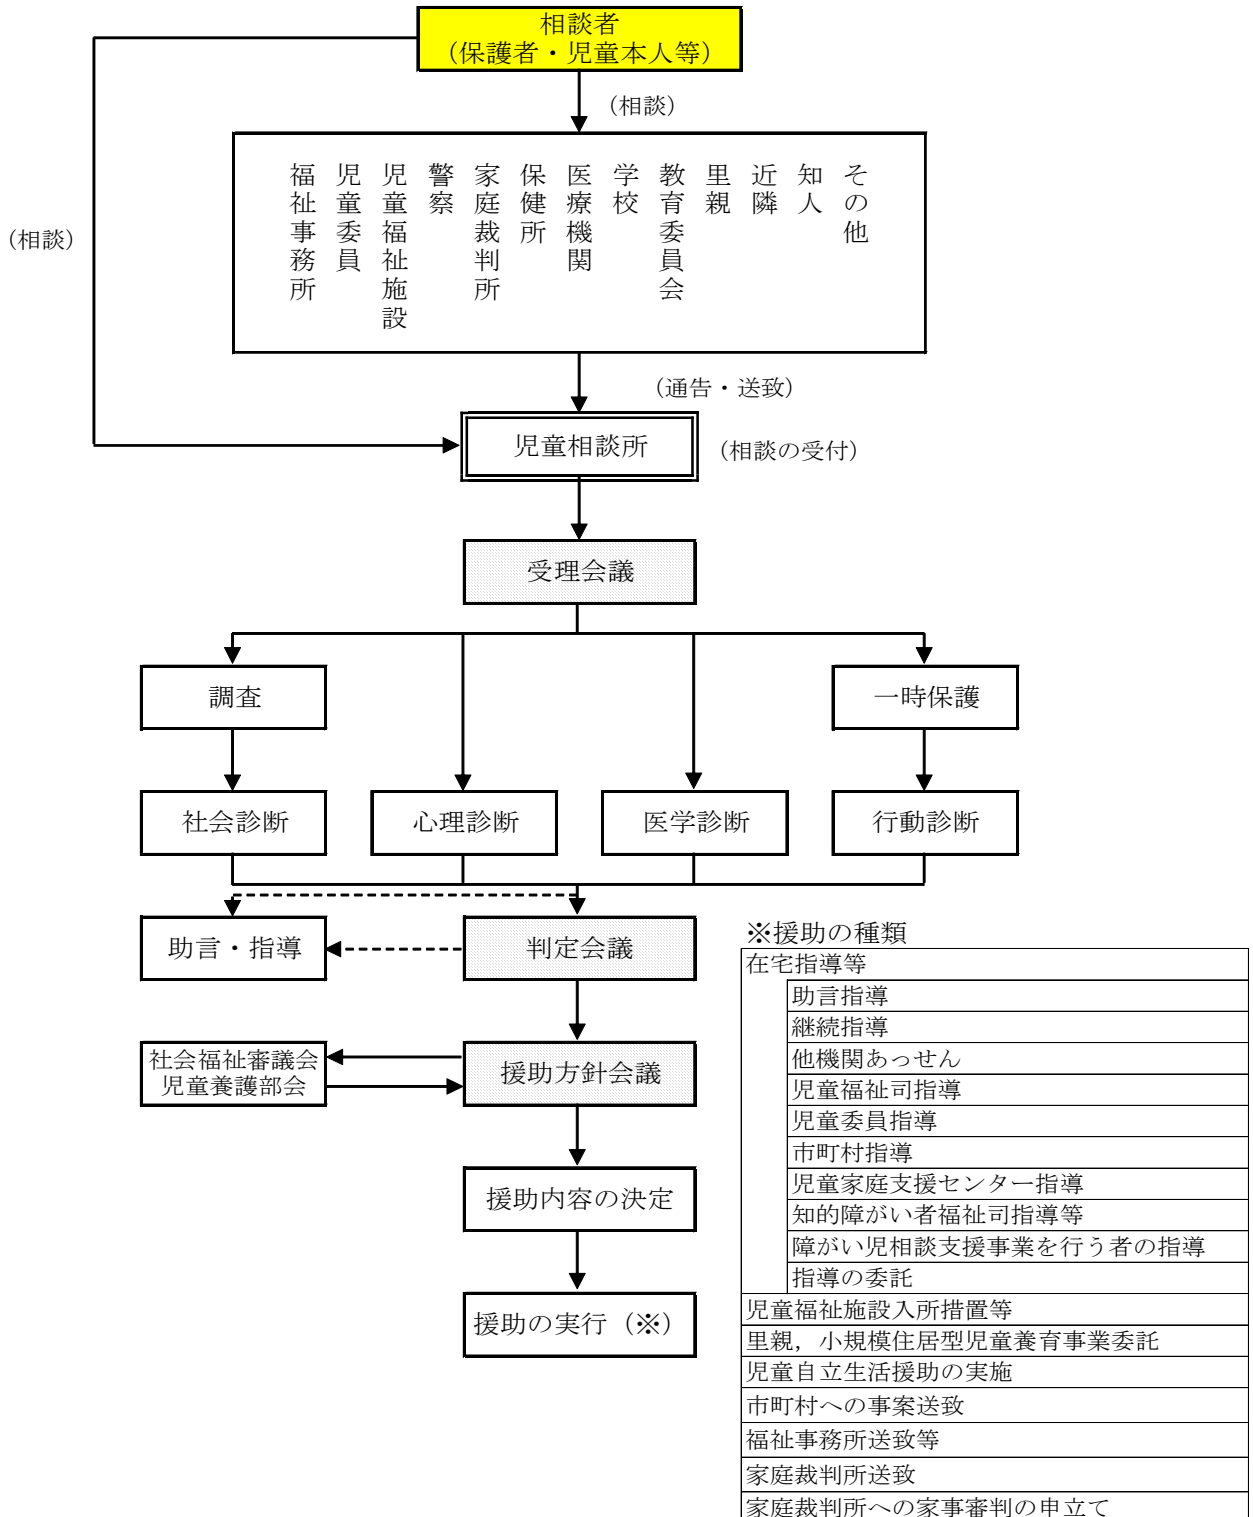 相談者
（保護者・児童本人等）
（相談）
（相談）
福祉事務所
児童委員
児童福祉施設
警察
家庭裁判所
保健所
医療機関
学校
教育委員会
里親
近隣
知人
その他
（通告・送致）
児童相談所
（相談の受付）
受理会議
調査
一時保護
社会診断
心理診断
医学診断
行動診断
助言・指導
判定会議
社会福祉審議会
児童養護部会
援助方針会議
援助内容の決定
援助の実行（※）
※援助の種類
在宅指導等
助言指導
継続指導
他機関あっせん
児童福祉司指導
児童委員指導
市町村指導
児童家庭支援センター指導
知的障がい者福祉司指導等
障がい児相談支援事業を行う者の指導
指導の委託
児童福祉施設入所措置等
里親，小規模住居型児童養育事業委託
児童自立生活援助の実施
市町村への事案送致
福祉事務所送致等
家庭裁判所送致
家庭裁判所への家事審判の申立て